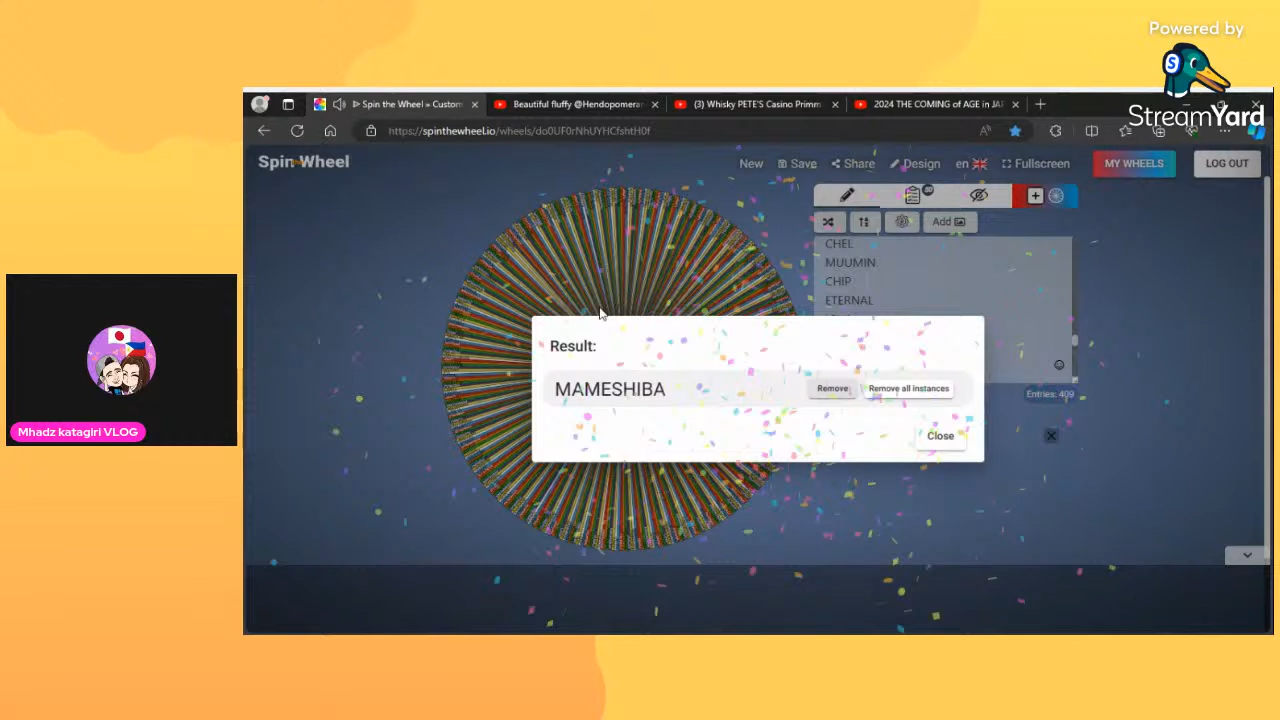 Powered by
StreamYard
Spin the Wheel » Custom
Beautiful fluffy @Hendopomeran
(3) Whisky PETE'S Casino Primm
2024 THE COMING of AGE in JA
https://spinthewheel.io/wheels/do0UF0rNhUYHCfshtH0f
Spin Wheel
New
Save
Share
Design
en
Fullscreen
MY WHEELS
LOG OUT
Add
CHEL
MUUMIN
CHIP
ETERNAL
Entries: 409
Result:
MAMESHIBA
Remove
Remove all instances
Close
Mhadz katagiri VLOG